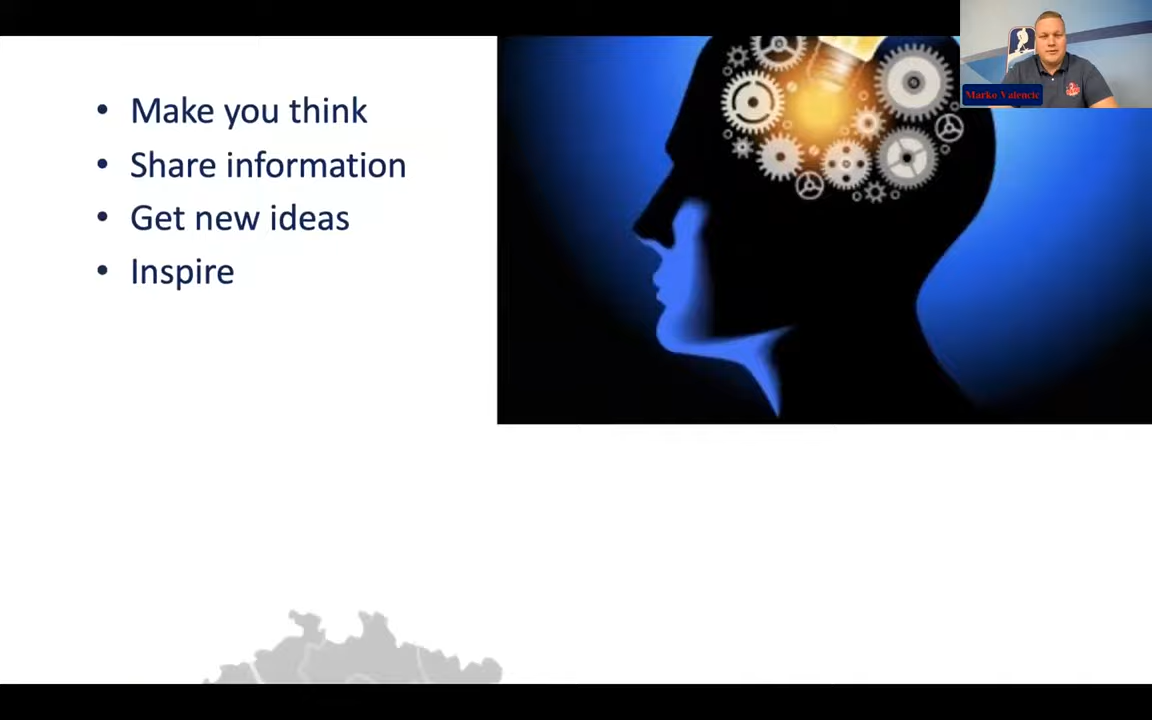 Marko Valencic
• Make you think
• Share information
• Get new ideas
• Inspire